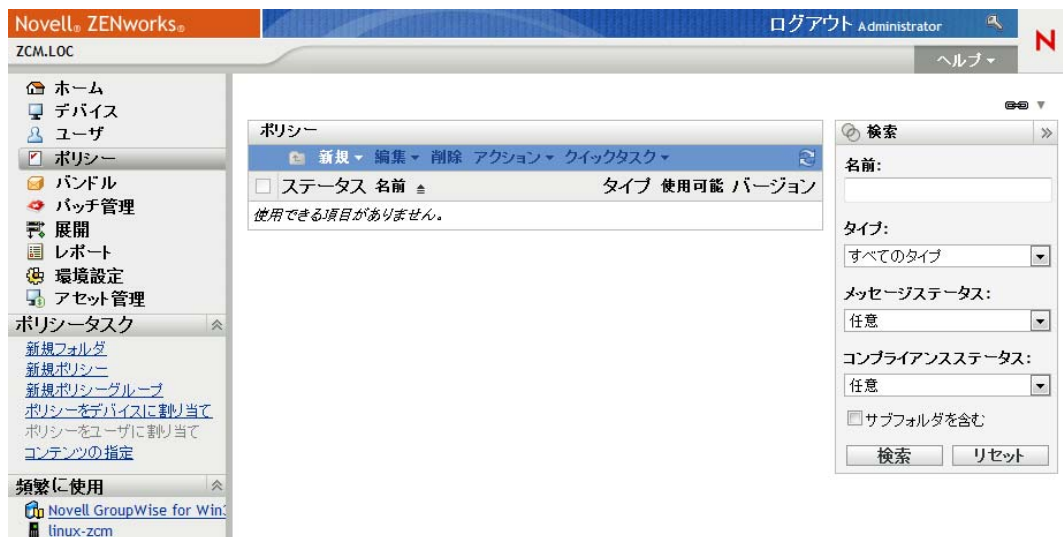 Novell® ZENworks®
ログアウト Administrator
N
ZCM.LOC
ヘルプ
ホーム
デバイス
ユーザ
ポリシー
バンドル
パッチ管理
展開
レポート
環境設定
アセット管理
ポリシータスク
新規フォルダ
新規ポリシー
新規ポリシーグループ
ポリシーをデバイスに割り当て
ポリシーをユーザに割り当て
コンテンツの指定
頻繁に使用
Novell GroupWise for Win
linux-zcm
ポリシー
新規 編集 削除 アクション クイックタスク
ステータス 名前 タイプ 使用可能 バージョン
使用できる項目がありません。
検索
名前:
タイプ:
すべてのタイプ
メッセージステータス:
任意
コンプライアンスステータス:
任意
サブフォルダを含む
検索 リセット